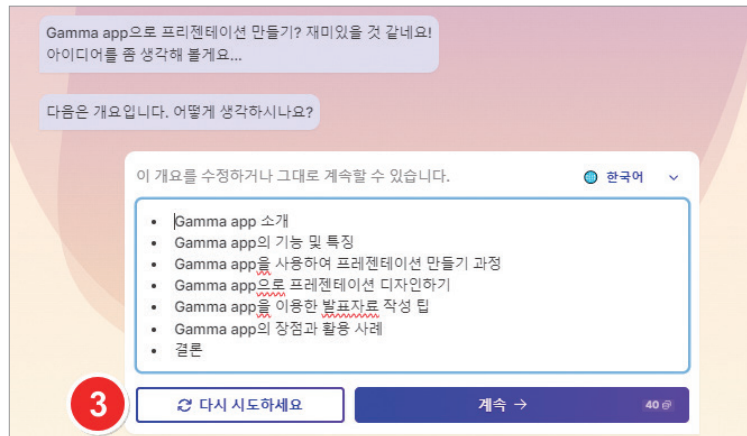 Gamma app으로 프리젠테이션 만들기? 재미있을 것 같네요!
아이디어를 좀 생각해 볼게요...
다음은 개요입니다. 어떻게 생각하시나요?
이 개요를 수정하거나 그대로 계속할 수 있습니다.
한국어
• Gamma app 소개
• Gamma app의 기능 및 특징
• Gamma app을 사용하여 프레젠테이션 만들기 과정
• Gamma app으로 프레젠테이션 디자인하기
• Gamma app을 이용한 발표자료 작성 팁
• Gamma app의 장점과 활용 사례
• 결론
3
다시 시도하세요
계속 →
40